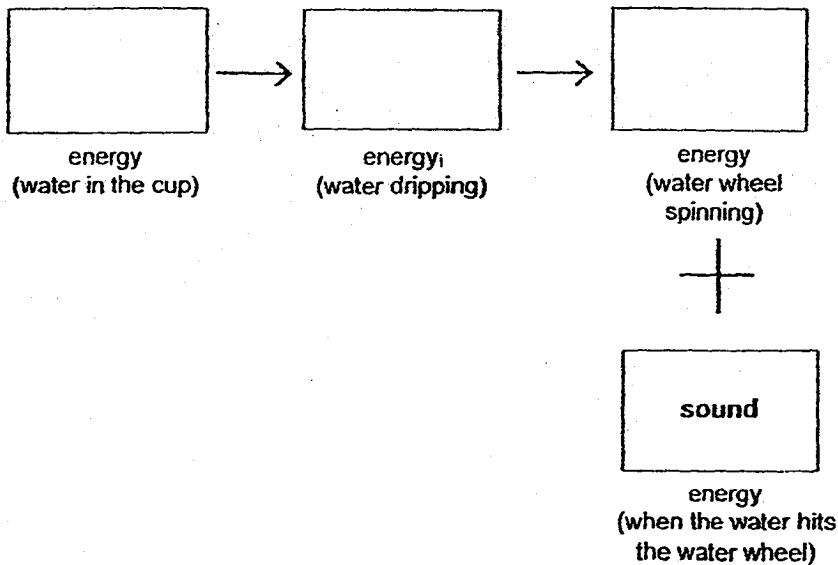 energy
(water in the cup)
energyi
(water dripping)
energy
(water wheel
spinning)
sound
energy
(when the water hits
the water wheel)